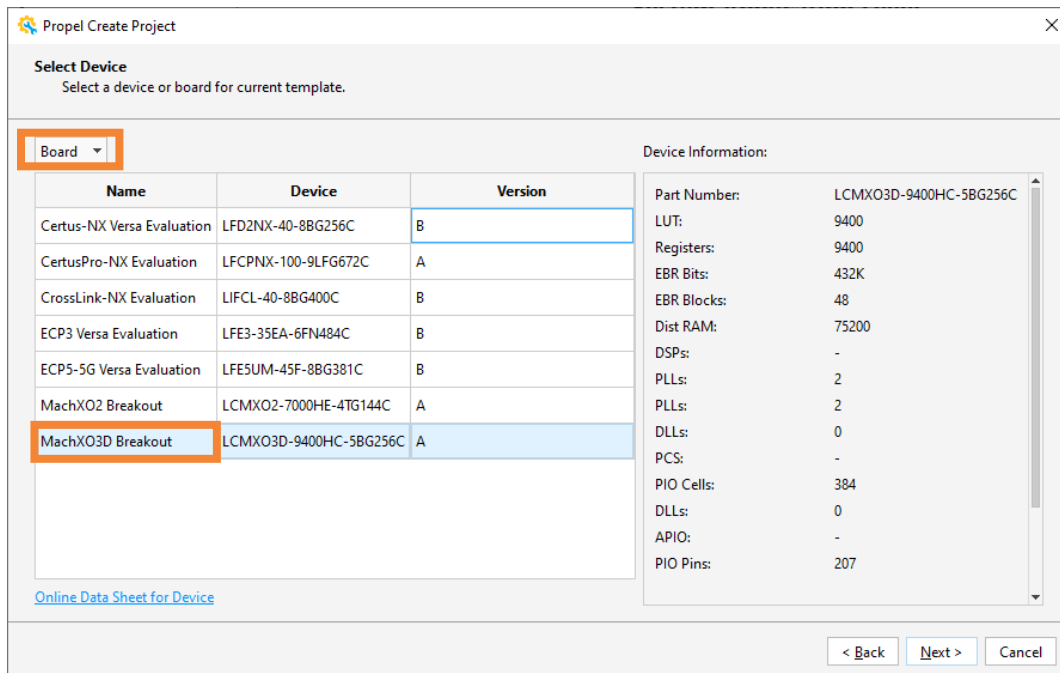 Propel Create Project
Select Device
Select a device or board for current template.
Board
Device Information:
Name Device Version
Certus-NX Versa Evaluation LFD2NX-40-8BG256C B
CertusPro-NX Evaluation LFCPNX-100-9LFG672C A
CrossLink-NX Evaluation LIFCL-40-8BG400C B
ECP3 Versa Evaluation LFE3-35EA-6FN484C B
ECP5-5G Versa Evaluation LFE5UM-45F-8BG381C B
MachXO2 Breakout LCMXO2-7000HE-4TG144C A
MachXO3D Breakout LCMXO3D-9400HC-5BG256C A
Part Number: LCMXO3D-9400HC-5BG256C
LUT: 9400
Registers: 9400
EBR Bits: 432K
EBR Blocks: 48
Dist RAM: 75200
DSPs: -
PLLs: 2
PLLs: 2
DLLs: 0
PCS: -
PIO Cells: 384
DLLs: 0
APIO: -
PIO Pins: 207
Online Data Sheet for Device
< Back Next > Cancel